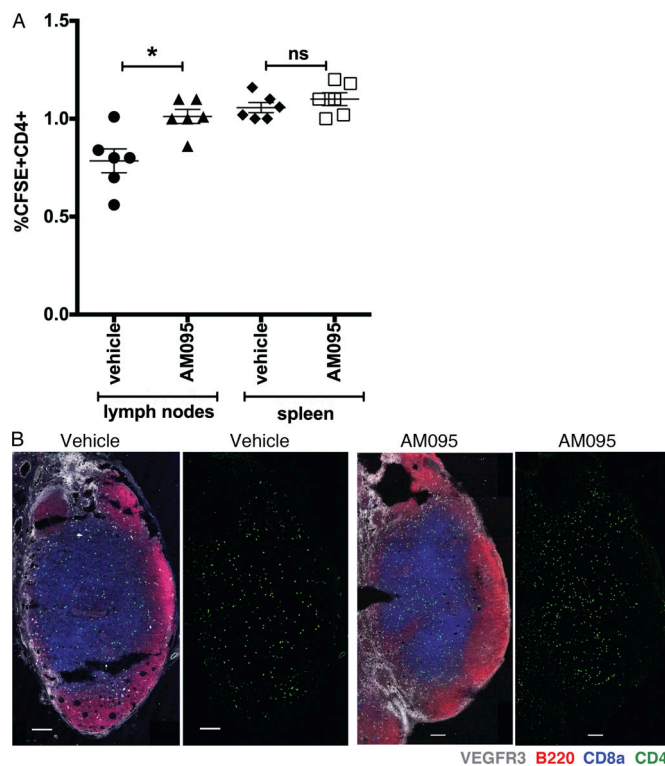 A
1.5
* ns
1.0
%CFSE+CD4+
0.5
0.0
vehicle
AM095
vehicle
AM095
lymph nodes spleen
B
Vehicle Vehicle AM095 AM095
VEGFR3 B220 CD8a CD4